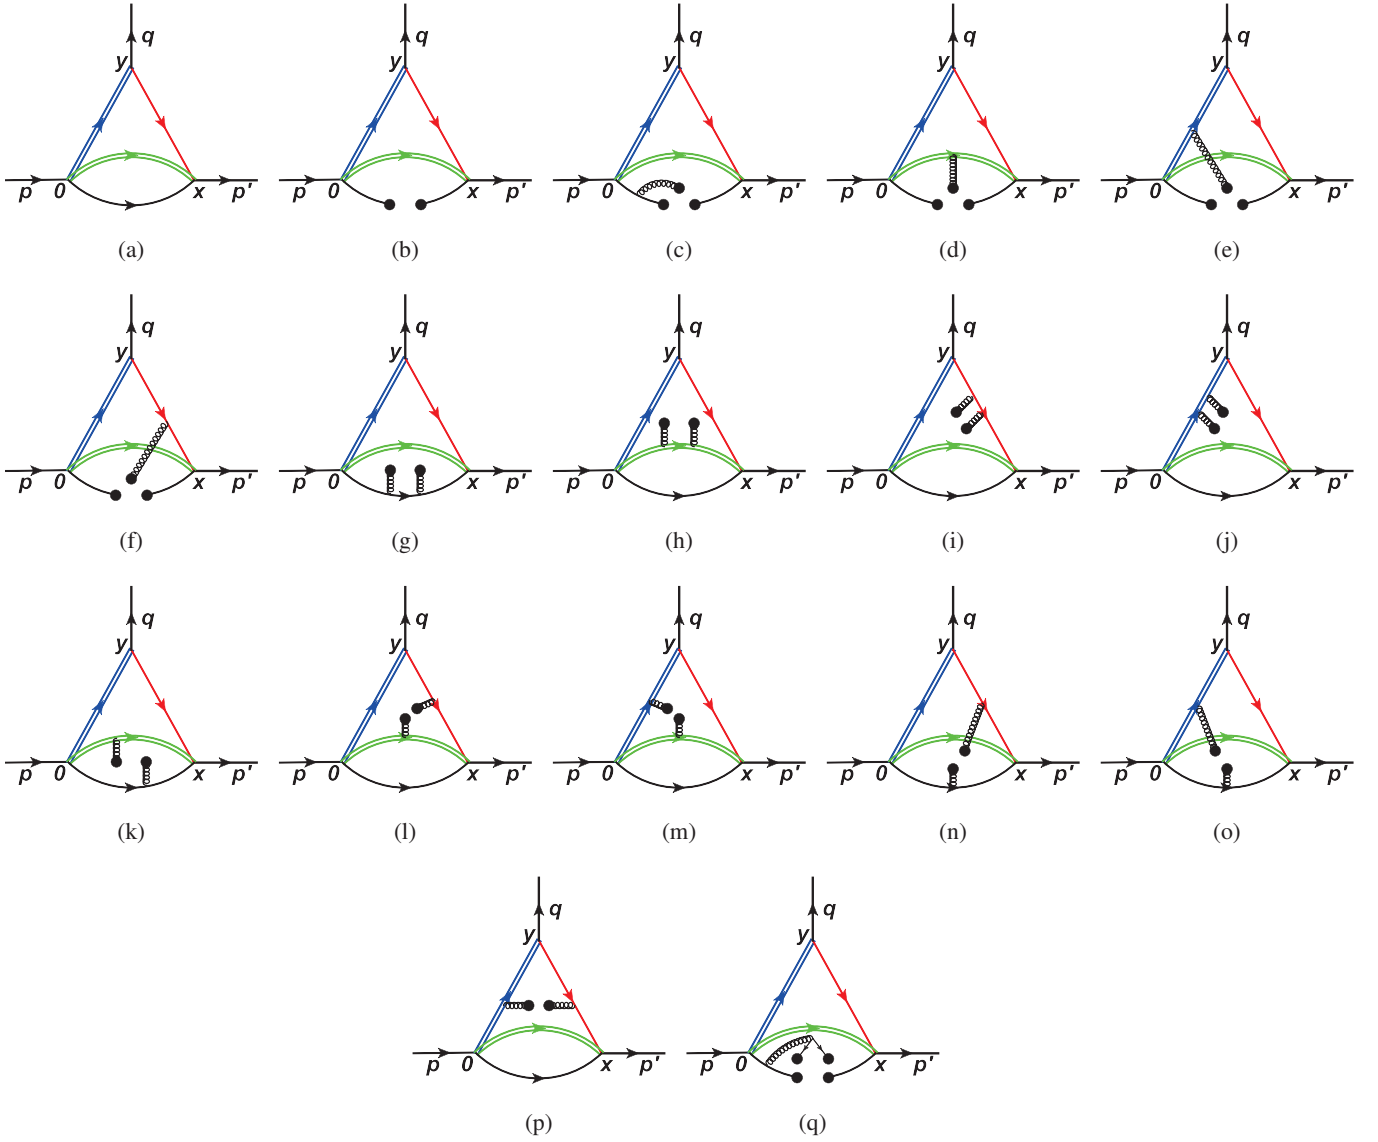 q q q q q
y y y y y
p 0 x p' p 0 x p' p 0 x p' p 0 x p' p 0 x p'
(a) (b) (c) (d) (e)
q q q q q
y y y y y
p 0 x p' p 0 x p' p 0 x p' p 0 x p' p 0 x p'
(f) (g) (h) (i) (j)
q q q q q
y y y y y
p 0 x p' p 0 x p' p 0 x p' p 0 x p' p 0 x p'
(k) (l) (m) (n) (o)
q q
y y
p 0 x p' p 0 x p'
(p) (q)